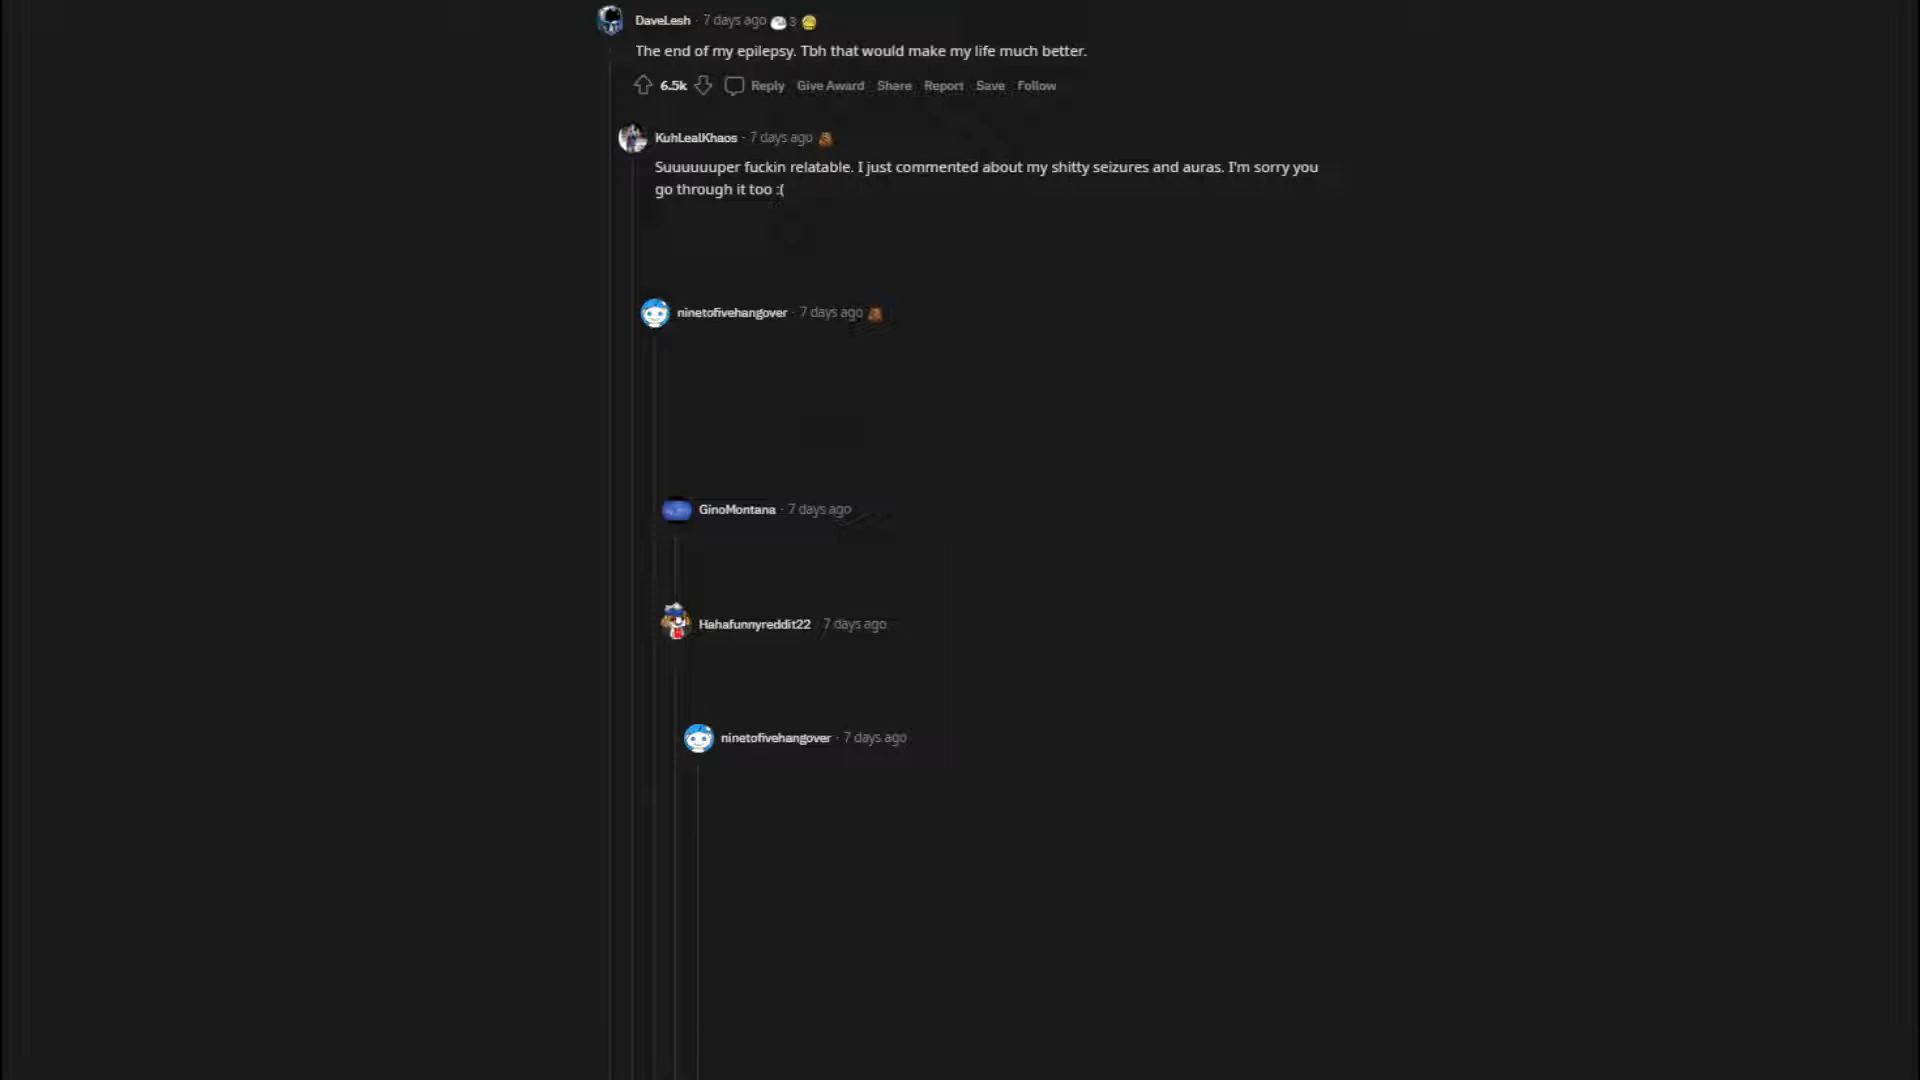 DaveLesh · 7 days ago 3
The end of my epilepsy. Tbh that would make my life much better.
6.5k Reply Give Award Share Report Save Follow
KuhLealKhaos · 7 days ago
Suuuuuuper fuckin relatable. I just commented about my shitty seizures and auras. I'm sorry you
go through it too :(
ninetofivehangover · 7 days ago
GinoMontana · 7 days ago
Hahafunnyreddit22 · 7 days ago
ninetofivehangover · 7 days ago